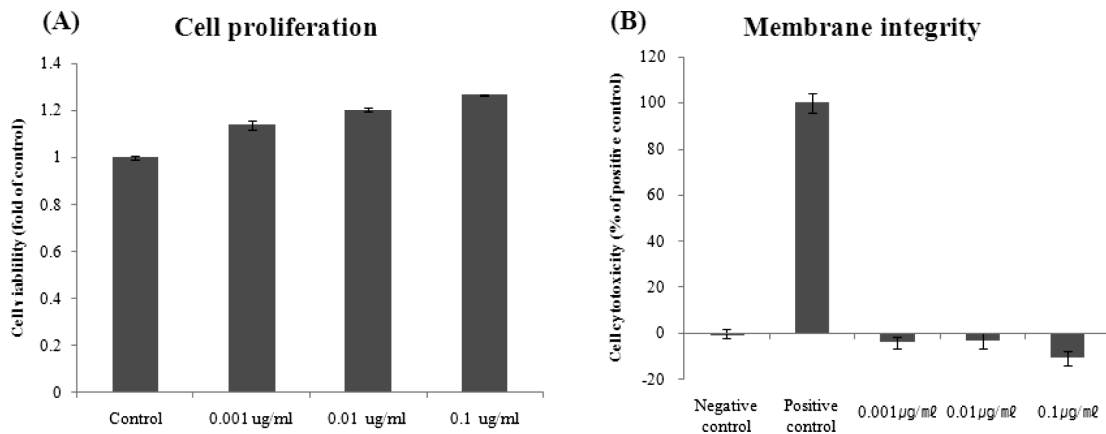 (A)
Cell proliferation
Cell viablility (fold of control)
1.4
1.2
1
0.8
0.6
0.4
0.2
0
Control
0.001 ug/ml
0.01 ug/ml
0.1 ug/ml
(B)
Membrane integrity
Cell cytotoxicity (% of positive control)
120
100
80
60
40
20
0
-20
Negative
control
Positive
control
0.001㎍/㎖
0.01㎍/㎖
0.1㎍/㎖